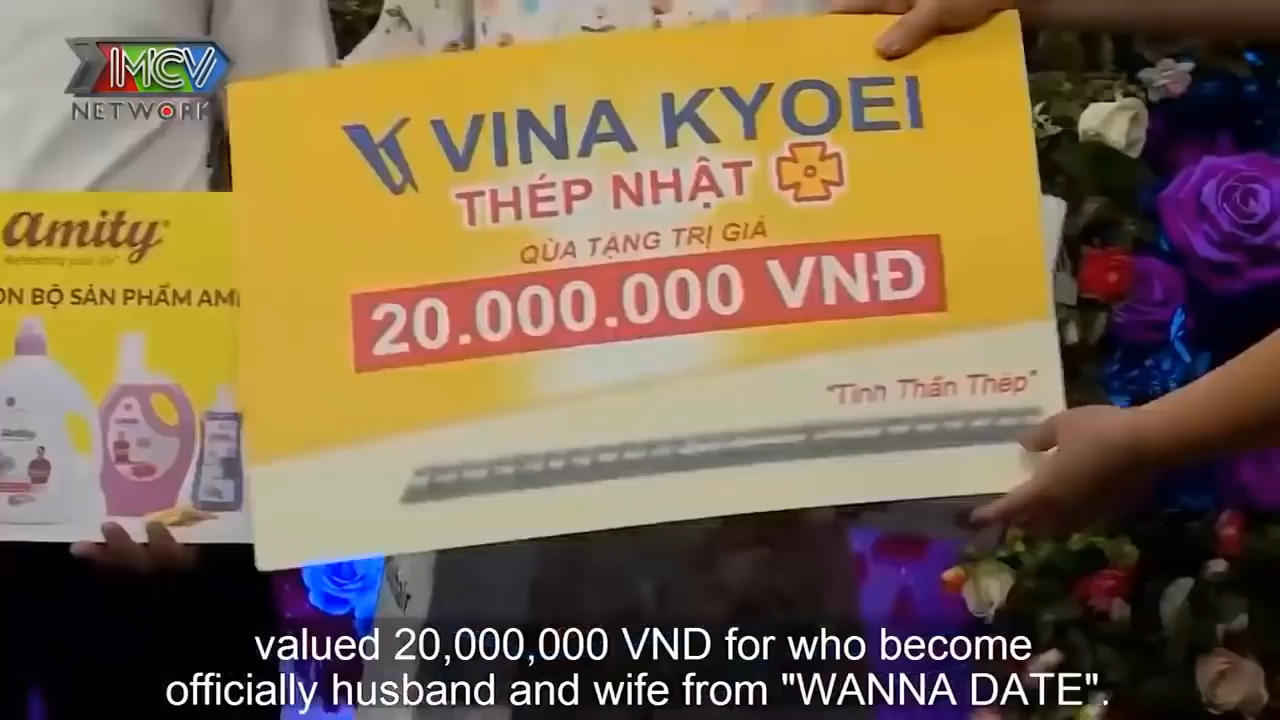 MCV
NETWORK
VINA KYOEI
THÉP NHẬT
QÙA TẶNG TRỊ GIÁ
20.000.000 VNĐ
"Tinh Thần Thép"
amity
ON BỘ SẢN PHẨM AMI
valued 20,000,000 VND for who become
officially husband and wife from "WANNA DATE".